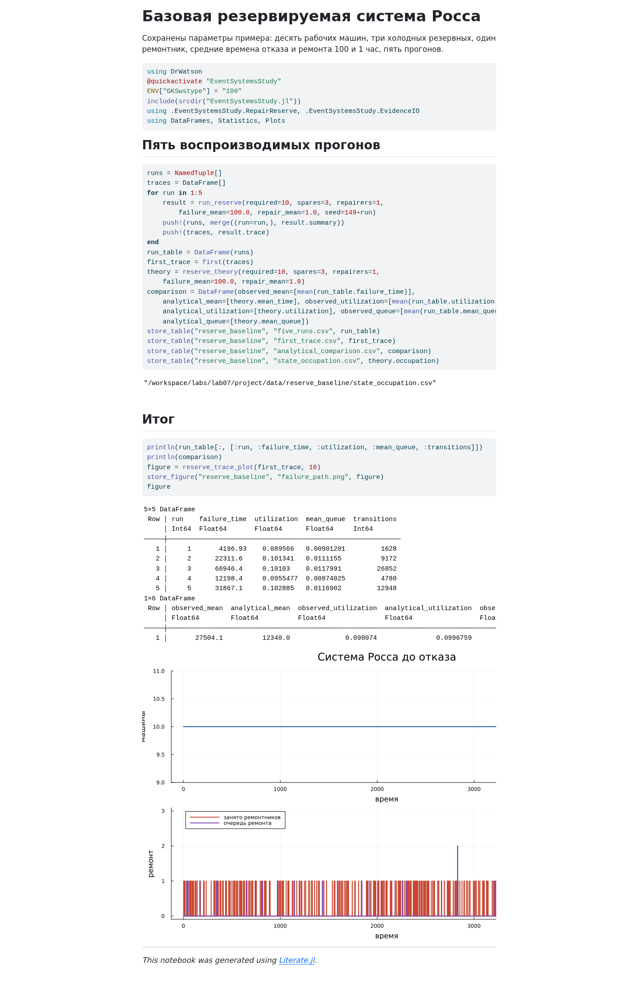 Базовая резервируемая система Росса
Сохранены параметры примера: десять рабочих машин, три холодных резервных, один
ремонтник, средние времена отказа и ремонта 100 и 1 час, пять прогонов.
using DrWatson
@quickactivate "EventSystemsStudy"
ENV["GKSwstype"] = "100"
include(srcdir("EventSystemsStudy.jl"))
using .EventSystemsStudy.RepairReserve, .EventSystemsStudy.EvidenceIO
using DataFrames, Statistics, Plots
Пять воспроизводимых прогонов
runs = NamedTuple[]
traces = DataFrame[]
for run in 1:5
    result = run_reserve(required=10, spares=3, repairers=1,
        failure_mean=100.0, repair_mean=1.0, seed=149+run)
    push!(runs, merge((run=run,), result.summary))
    push!(traces, result.trace)
end
run_table = DataFrame(runs)
first_trace = first(traces)
theory = reserve_theory(required=10, spares=3, repairers=1,
    failure_mean=100.0, repair_mean=1.0)
comparison = DataFrame(observed_mean=[mean(run_table.failure_time)],
    analytical_mean=[theory.mean_time], observed_utilization=[mean(run_table.utilization
    analytical_utilization=[theory.utilization], observed_queue=[mean(run_table.mean_queu
    analytical_queue=[theory.mean_queue])
store_table("reserve_baseline", "five_runs.csv", run_table)
store_table("reserve_baseline", "first_trace.csv", first_trace)
store_table("reserve_baseline", "analytical_comparison.csv", comparison)
store_table("reserve_baseline", "state_occupation.csv", theory.occupation)
"/workspace/labs/lab07/project/data/reserve_baseline/state_occupation.csv"
Итог
println(run_table[:, [:run, :failure_time, :utilization, :mean_queue, :transitions]])
println(comparison)
figure = reserve_trace_plot(first_trace, 10)
store_figure("reserve_baseline", "failure_path.png", figure)
figure
5×5 DataFrame
 Row │ run    failure_time  utilization  mean_queue  transitions
     │ Int64  Float64       Float64      Float64     Int64
─────┼───────────────────────────────────────────────────────────
   1 │     1       4196.93    0.089566   0.00901201         1628
   2 │     2      22311.6     0.101341   0.0111155          9172
   3 │     3      66946.4     0.10103    0.0117991         26852
   4 │     4      12198.4     0.0955477  0.00874025         4780
   5 │     5      31867.1     0.102885   0.0116902         12948
1×6 DataFrame
 Row │ observed_mean  analytical_mean  observed_utilization  analytical_utilization  obse
     │ Float64        Float64          Float64               Float64                 Floa
─────┼───────────────────────────────────────────────────────────────────────────────────
   1 │       27504.1          12340.0              0.098074               0.0996759
Система Росса до отказа
11.0
10.5
10.0
9.5
9.0
машины
0 1000 2000 3000
время
3
2
1
0
ремонт
занято ремонтников
очередь ремонта
0 1000 2000 3000
время
This notebook was generated using Literate.jl.